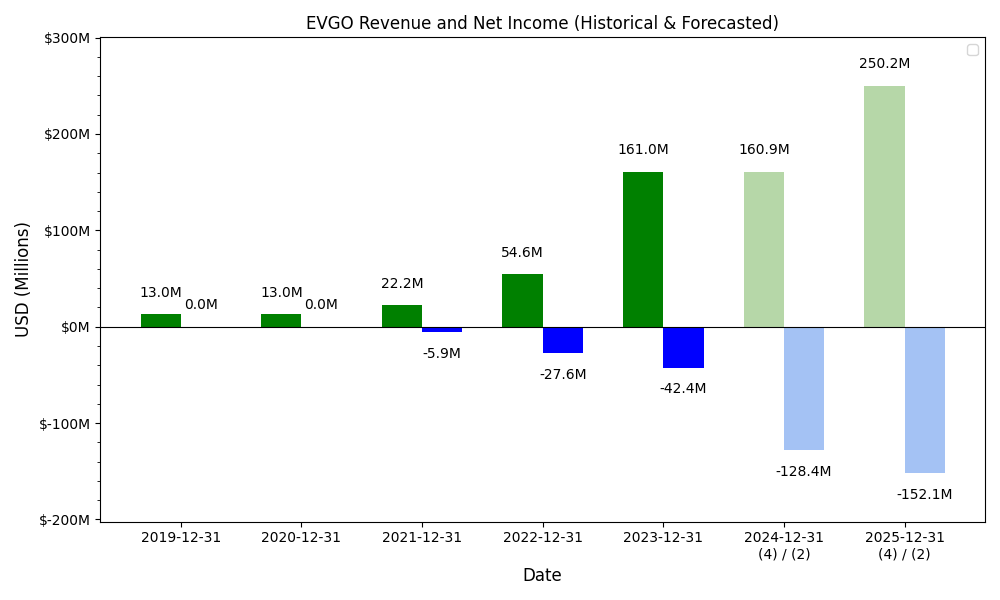 EVGO Revenue and Net Income (Historical & Forecasted)
USD (Millions)
$300M
$200M
$100M
$0M
$-100M
$-200M
13.0M
0.0M
13.0M
0.0M
22.2M
-5.9M
54.6M
-27.6M
161.0M
-42.4M
160.9M
-128.4M
250.2M
-152.1M
2019-12-31
2020-12-31
2021-12-31
2022-12-31
2023-12-31
2024-12-31
(4) / (2)
2025-12-31
(4) / (2)
Date